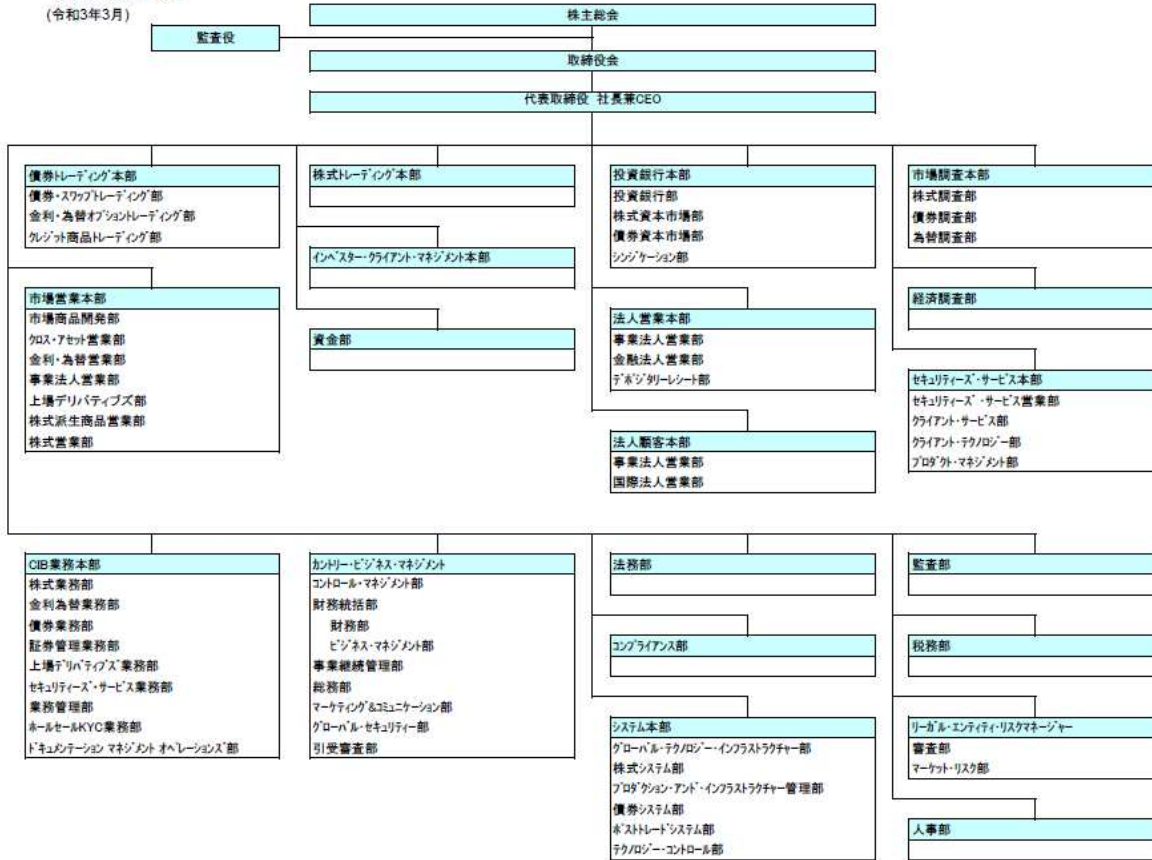 (令和3年3月)
株主総会
監査役
取締役会
代表取締役 社長兼CEO
債券トレーディング本部
債券・スワップトレーディング部
金利・為替オプショントレーディング部
クレジット商品トレーディング部
株式トレーディング本部
投資銀行本部
投資銀行部
株式資本市場部
債券資本市場部
シンジケーション部
市場調査本部
株式調査部
債券調査部
為替調査部
インベスター・クライアント・マネジメント本部
市場営業本部
市場商品開発部
クロス・アセット営業部
金利・為替営業部
事業法人営業部
上場デリバティブズ部
株式派生商品営業部
株式営業部
資金部
法人営業本部
事業法人営業部
金融法人営業部
デポジタリーレシート部
経済調査部
セキュリティーズ・サービス本部
セキュリティーズ・サービス営業部
クライアント・サービス部
クライアント・テクノロジー部
プロダクト・マネジメント部
法人顧客本部
事業法人営業部
国際法人営業部
CIB業務本部
株式業務部
金利為替業務部
債券業務部
証券管理業務部
上場デリバティブズ業務部
セキュリティーズ・サービス業務部
業務管理部
ホールセールKYC業務部
ドキュメンテーション マネジメント オペレーションズ部
カントリー・ビジネス・マネジメント
コントロール・マネジメント部
財務統括部
財務部
ビジネス・マネジメント部
事業継続管理部
総務部
マーケティング&コミュニケーション部
グローバル・セキュリティー部
引受審査部
法務部
監査部
コンプライアンス部
税務部
システム本部
グローバル・テクノロジー・インフラストラクチャー部
株式システム部
プロダクション・アンド・インフラストラクチャー管理部
債券システム部
ポストトレードシステム部
テクノロジー・コントロール部
リーガル・エンティティ・リスクマネージャー
審査部
マーケット・リスク部
人事部